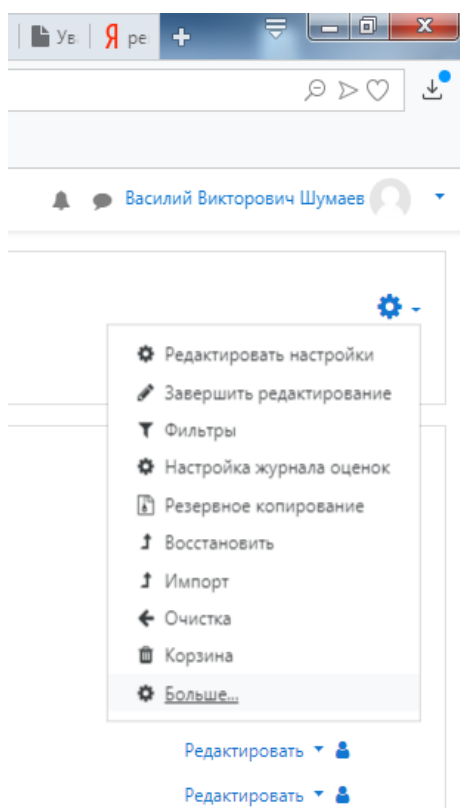 Ув
Я ре
Василий Викторович Шумаев
Редактировать настройки
Завершить редактирование
Фильтры
Настройка журнала оценок
Резервное копирование
Восстановить
Импорт
Очистка
Корзина
Больше...
Редактировать
Редактировать